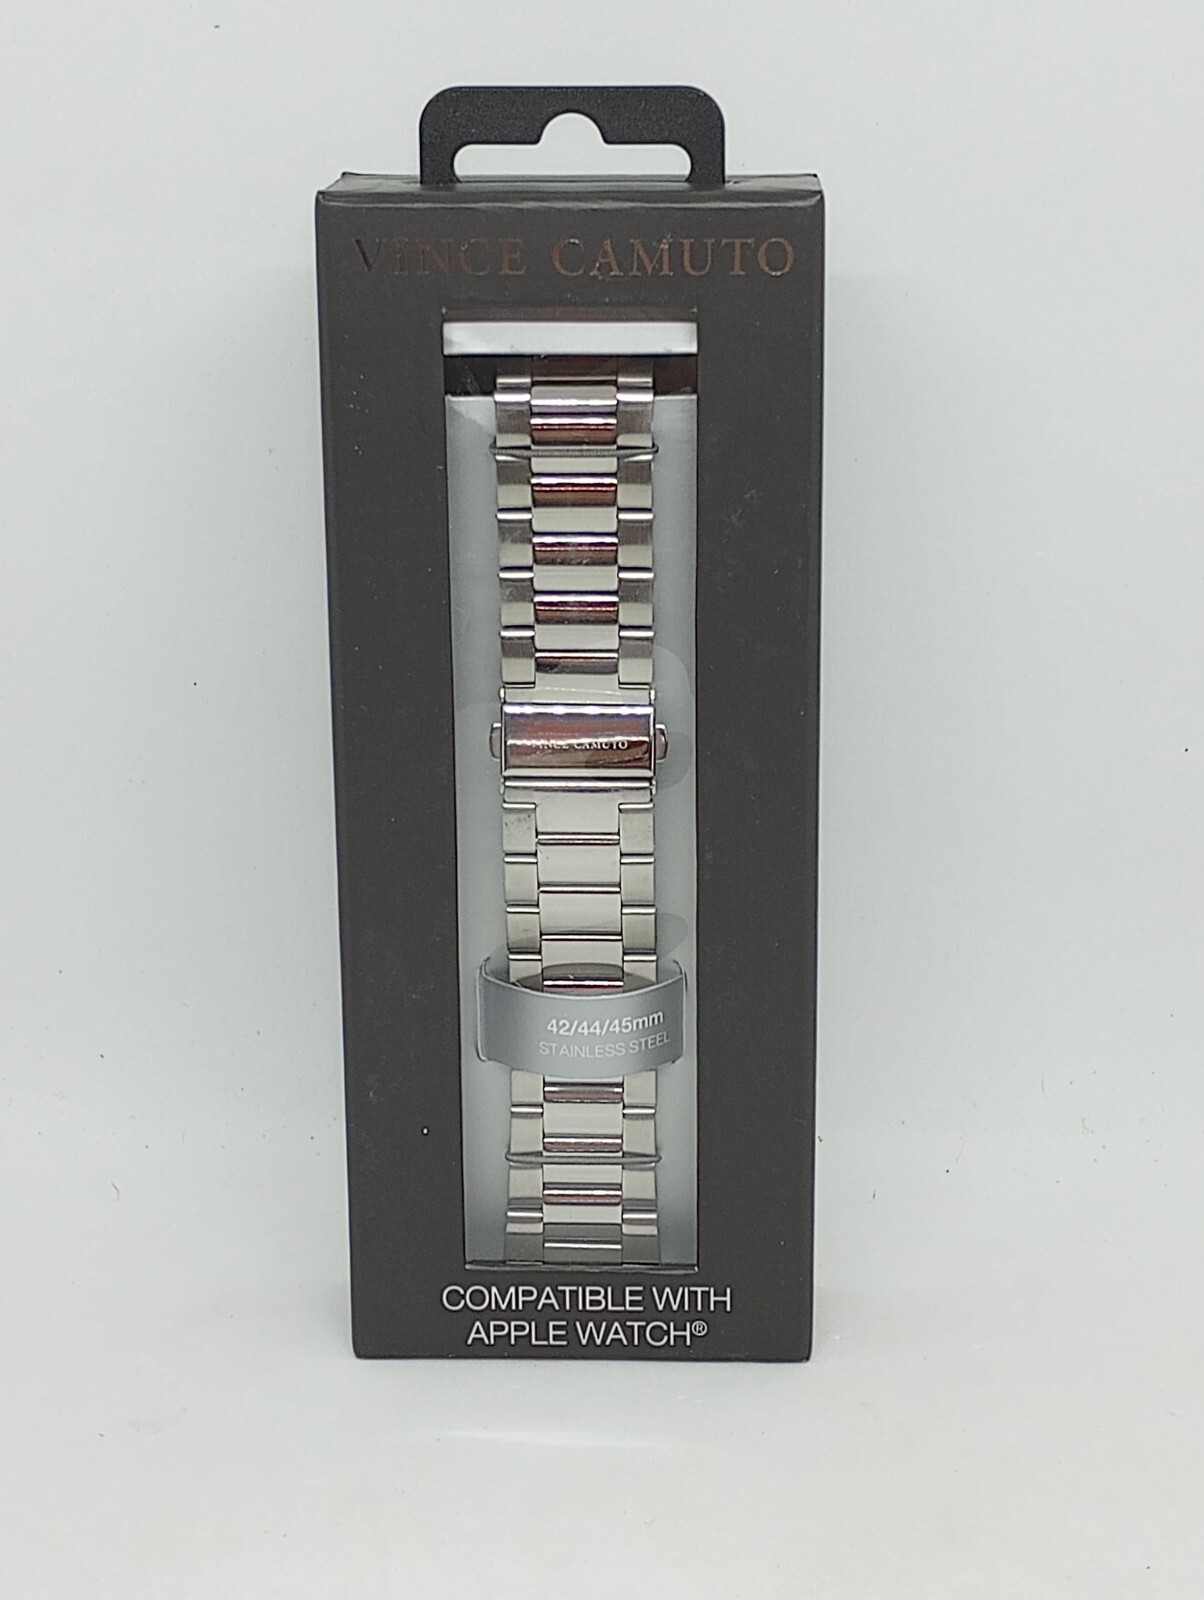 VINCE CAMUTO
VINCE CAMUTO
42/44/45mm
STAINLESS STEEL
COMPATIBLE WITH
APPLE WATCH®